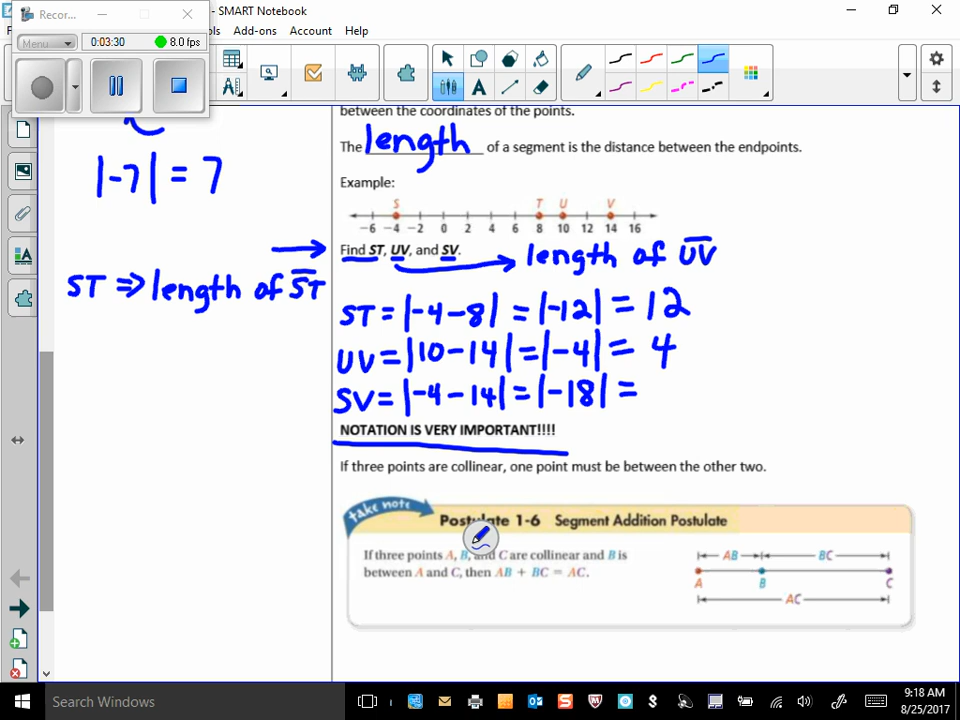 Recor...
SMART Notebook
Menu
0:03:30
8.0 fps
ols Add-ons Account Help
between the coordinates of the points.
The length of a segment is the distance between the endpoints.
|-7| = 7
Example:
S T U V
-6 -4 -2 0 2 4 6 8 10 12 14 16
Find ST, UV, and SV.
length of UV
ST ⇒ length of ST
ST = |-4 - 8| = |-12| = 12
UV = |10 - 14| = |-4| = 4
SV = |-4 - 14| = |-18| =
NOTATION IS VERY IMPORTANT!!!!
If three points are collinear, one point must be between the other two.
take note
Postulate 1-6 Segment Addition Postulate
If three points A, B, and C are collinear and B is
between A and C, then AB + BC = AC.
AB BC
A B C
AC
Search Windows
9:18 AM
8/25/2017